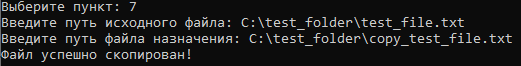 Выберите пункт: 7
Введите путь исходного файла: C:\test_folder\test_file.txt
Введите путь файла назначения: C:\test_folder\copy_test_file.txt
Файл успешно скопирован!